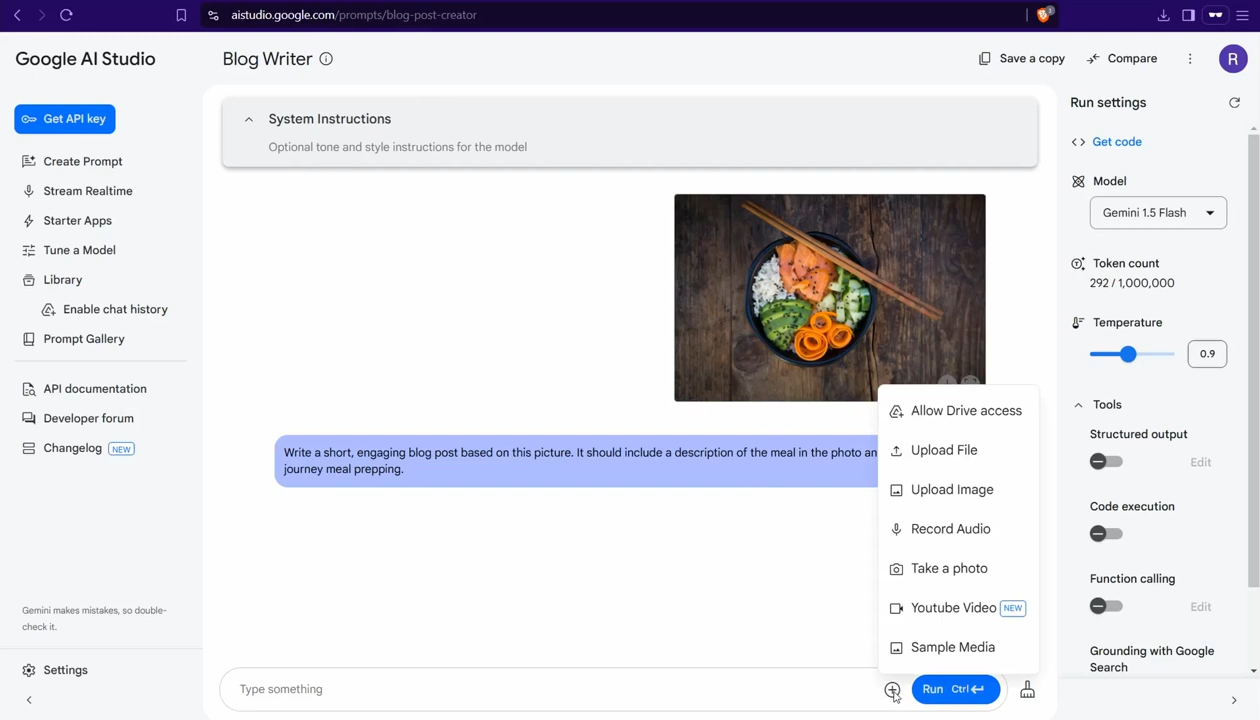 aistudio.google.com/prompts/blog-post-creator
3
Google AI Studio
Blog Writer
Save a copy
Compare
R
Get API key
Create Prompt
Stream Realtime
Starter Apps
Tune a Model
Library
Enable chat history
Prompt Gallery
API documentation
Developer forum
Changelog NEW
Gemini makes mistakes, so double-
check it.
Settings
System Instructions
Optional tone and style instructions for the model
Write a short, engaging blog post based on this picture. It should include a description of the meal in the photo an
journey meal prepping.
Allow Drive access
Upload File
Upload Image
Record Audio
Take a photo
Youtube Video NEW
Sample Media
Type something
Run Ctrl
Run settings
Get code
Model
Gemini 1.5 Flash
Token count
292 / 1,000,000
Temperature
0.9
Tools
Structured output
Edit
Code execution
Function calling
Edit
Grounding with Google
Search